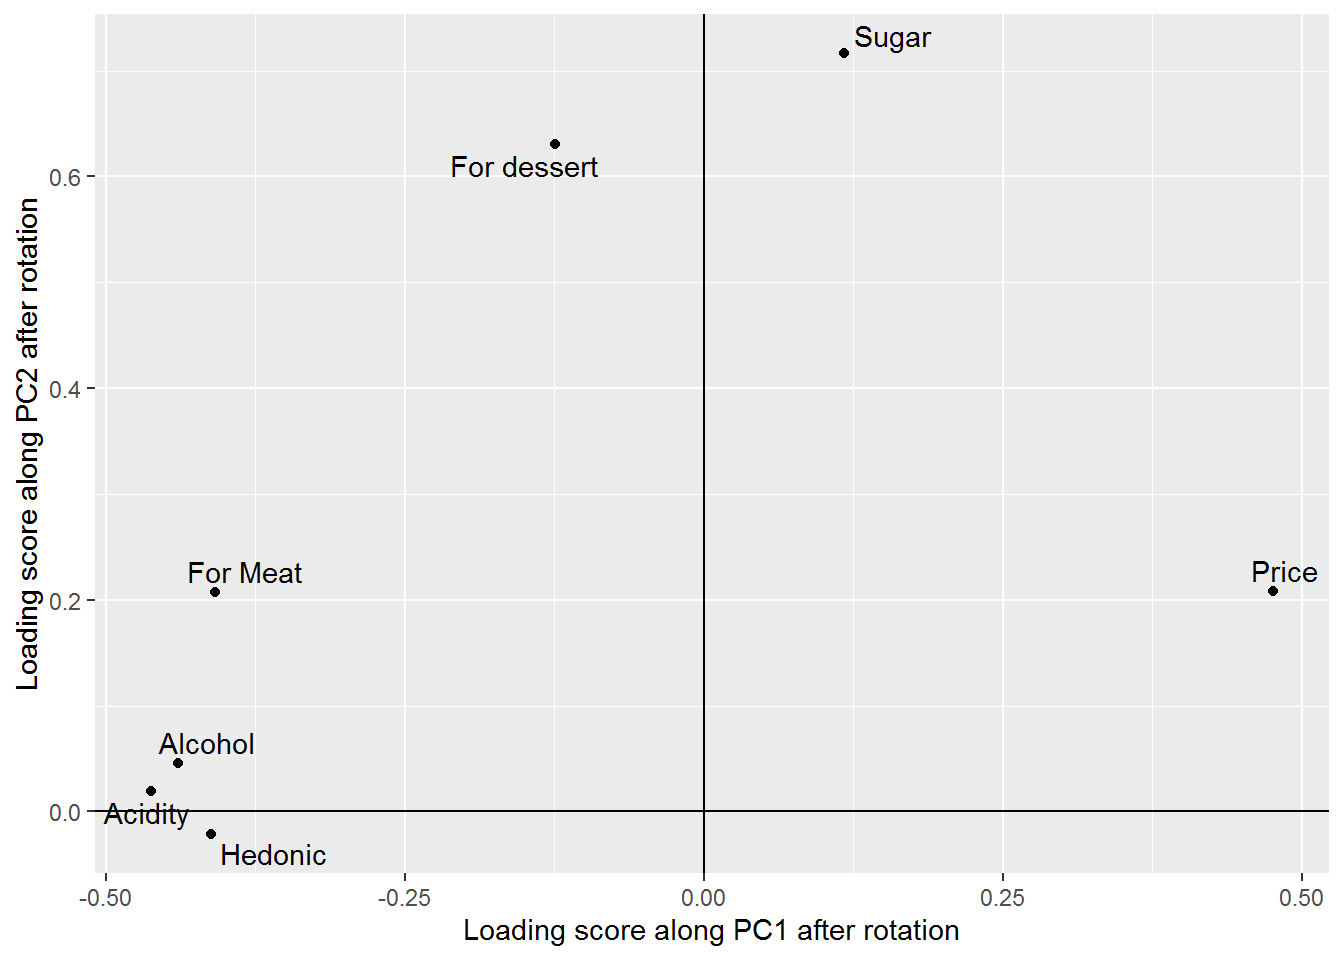 Sugar
For dessert
0.6
0.4
For Meat
Price
0.2
Alcohol
Acidity
0.0
Hedonic
-0.50
-0.25
0.00
0.25
0.50
Loading score along PC1 after rotation
Loading score along PC2 after rotation